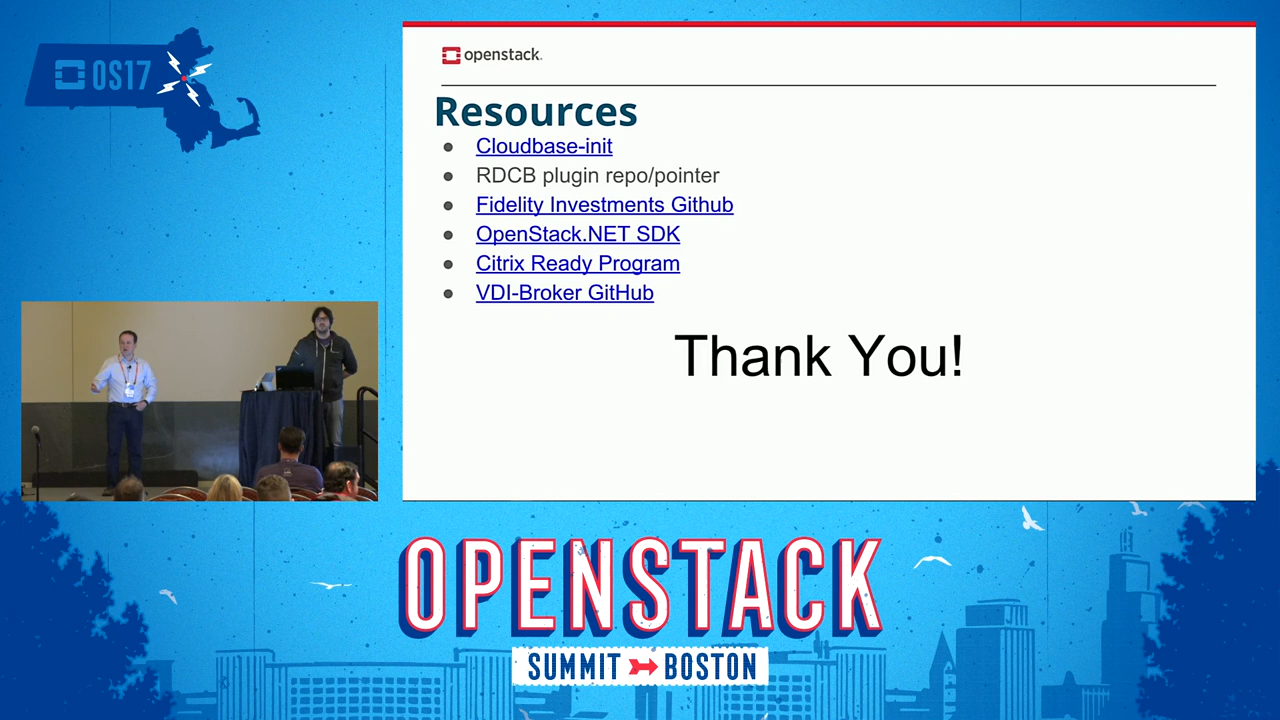 OS17
openstack.
Resources
Cloudbase-init
RDCB plugin repo/pointer
Fidelity Investments Github
OpenStack.NET SDK
Citrix Ready Program
VDI-Broker GitHub
Thank You!
OPENSTACK
SUMMIT BOSTON